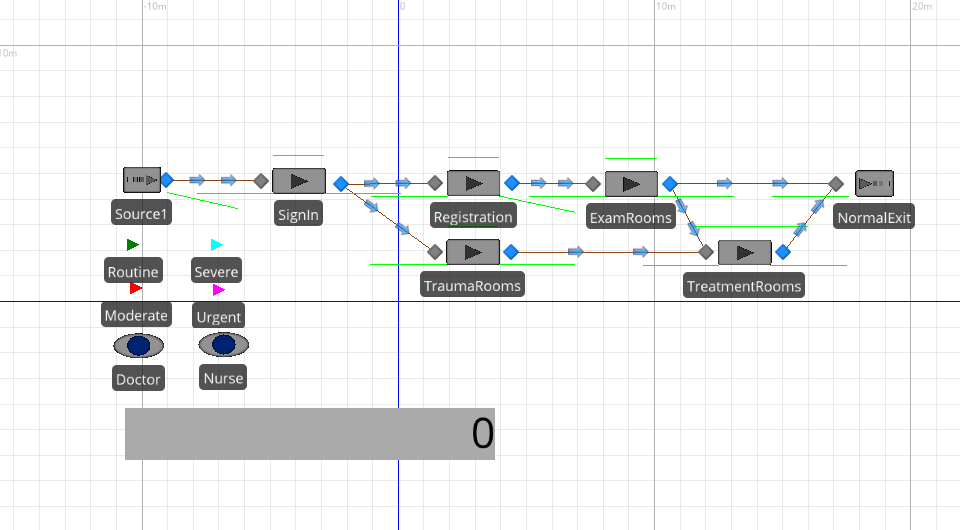 -10m
0
10m
20m
10m
Source1
SignIn
Registration
ExamRooms
NormalExit
Routine
Severe
TraumaRooms
TreatmentRooms
Moderate
Urgent
Doctor
Nurse
0